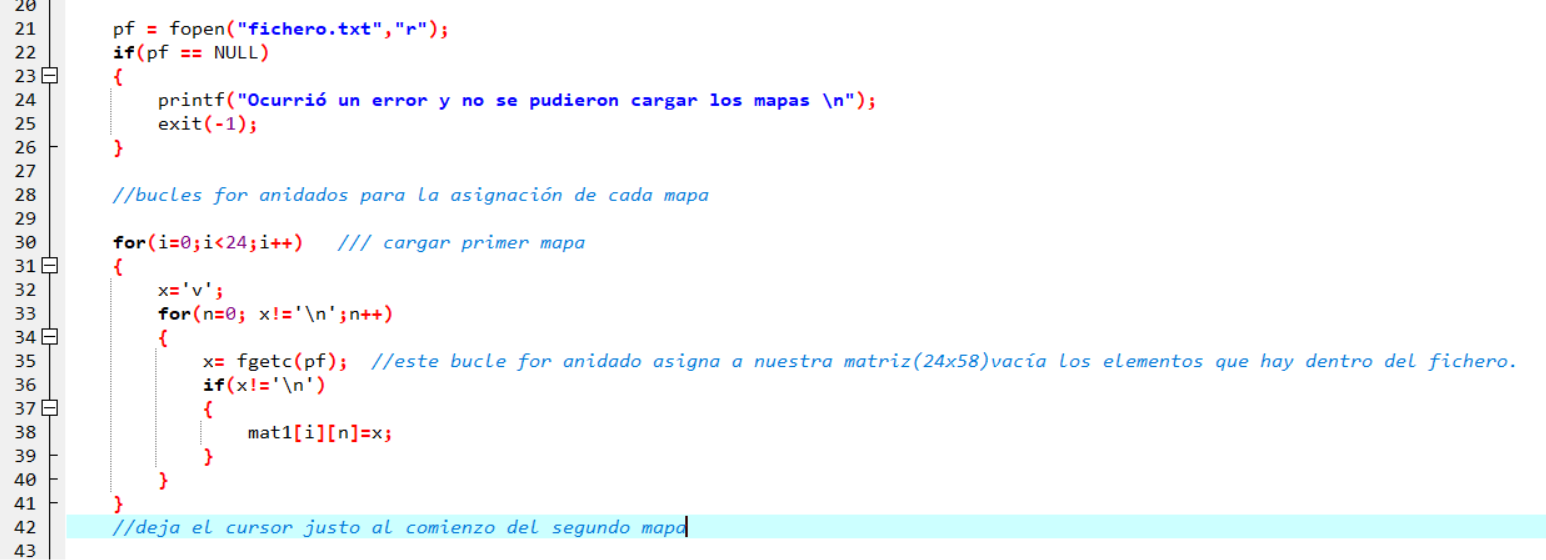 20
21 pf = fopen("fichero.txt","r");
22 if(pf == NULL)
23 {
24 printf("Ocurrió un error y no se pudieron cargar los mapas \n");
25 exit(-1);
26 }
27
28 //bucles for anidados para la asignación de cada mapa
29
30 for(i=0;i<24;i++) /// cargar primer mapa
31 {
32 x='v';
33 for(n=0; x!='\n';n++)
34 {
35 x= fgetc(pf); //este bucle for anidado asigna a nuestra matriz(24x58)vacía los elementos que hay dentro del fichero.
36 if(x!='\n')
37 {
38 mat1[i][n]=x;
39 }
40 }
41 }
42 //deja el cursor justo al comienzo del segundo mapa
43